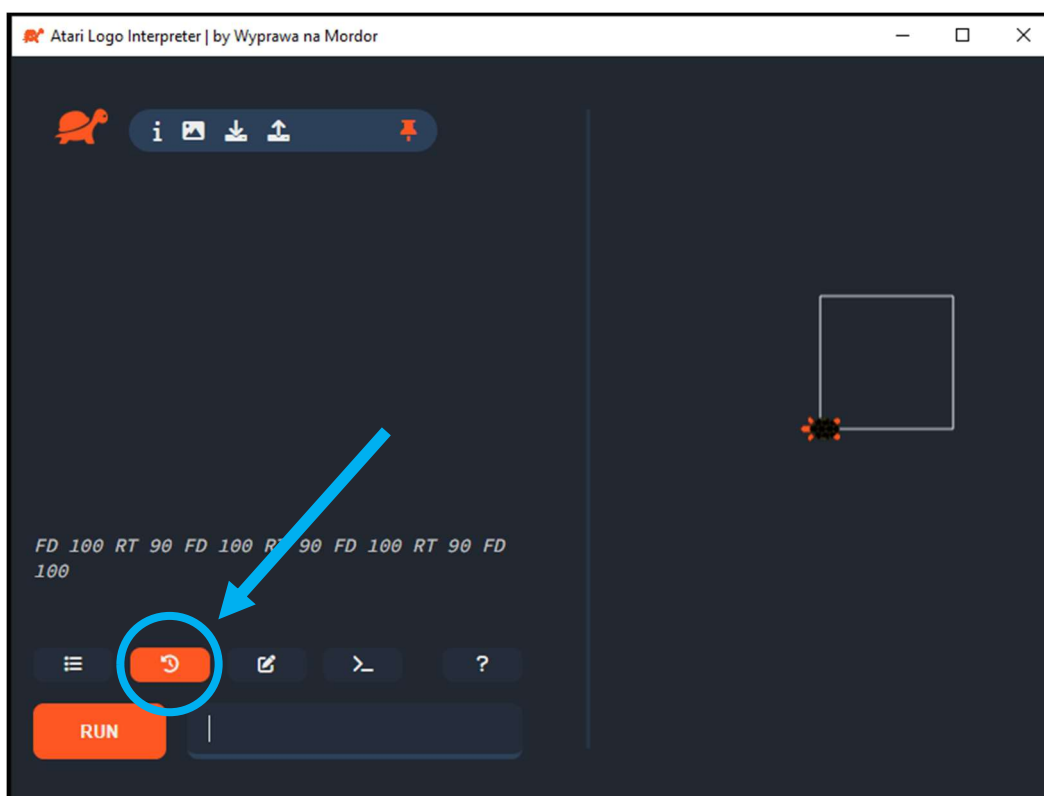 Atari Logo Interpreter | by Wyprawa na Mordor
FD 100 RT 90 FD 100 RT 90 FD 100 RT 90 FD
100
?
RUN